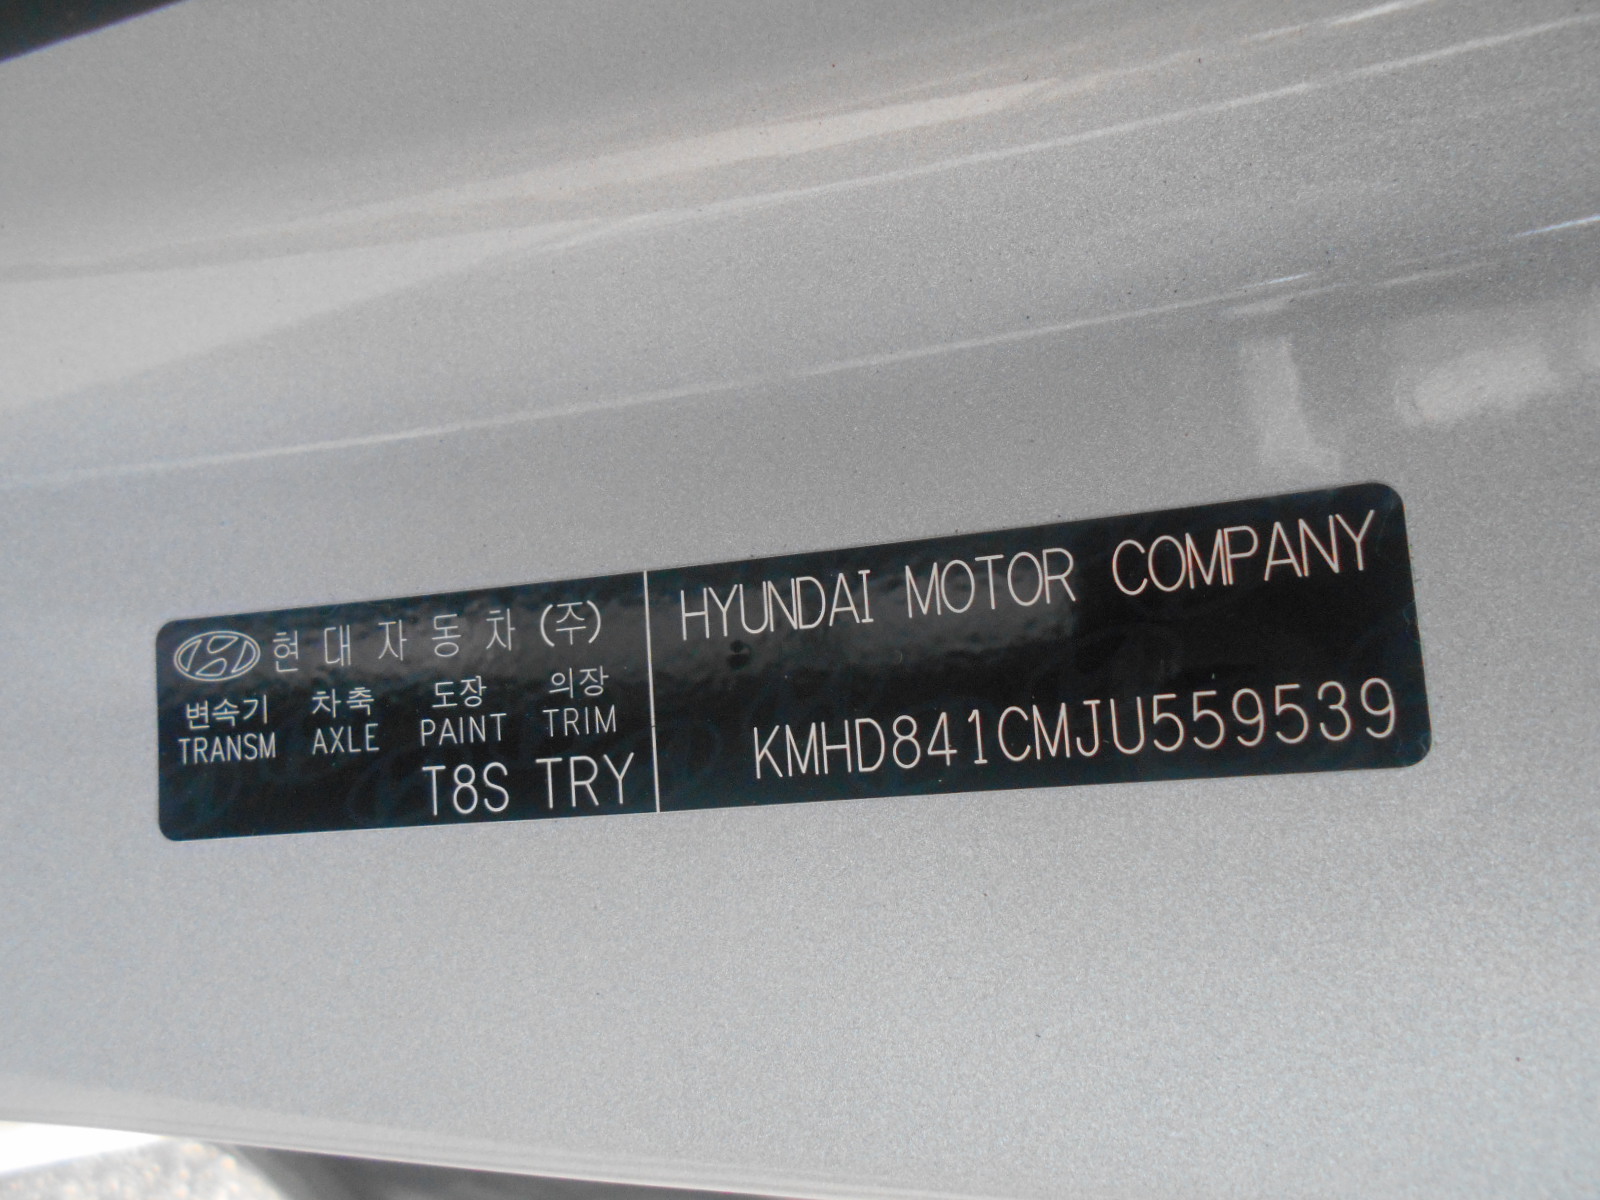 현대자동차(주)
변속기 차축 도장 의장
TRANSM AXLE PAINT TRIM
T8S TRY
HYUNDAI MOTOR COMPANY
KMHD841CMJU559539